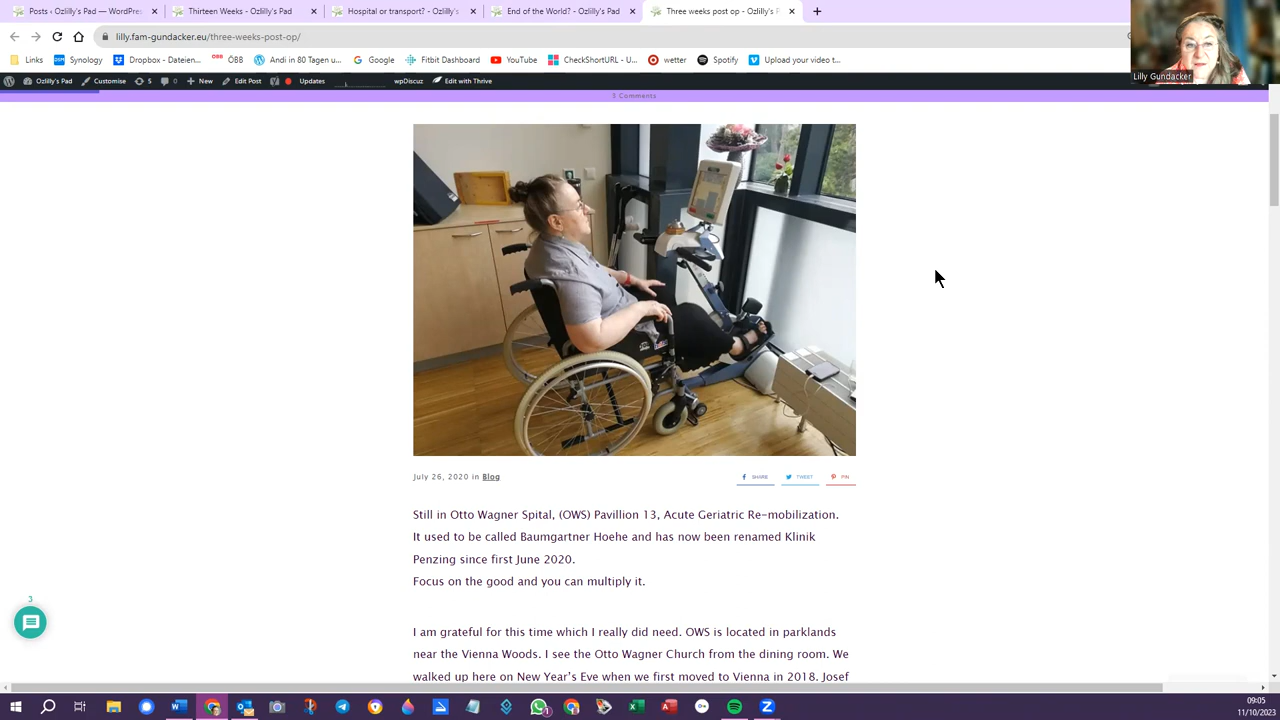 Posts ‹ Ozlilly's Pad — WordPre
Thirteen Weeks - Ozlilly's Pad
Hospital or transport? - Ozlilly's
End of the World? - Ozlilly's Pad
Three weeks post op - Ozlilly's P
lilly.fam-gundacker.eu/three-weeks-post-op/
Lilly Gundacker
Links
Synology
Dropbox - Dateien...
ÖBB
Andi in 80 Tagen u...
Google
Fitbit Dashboard
YouTube
CheckShortURL - U...
wetter
Spotify
Upload your video t...
Ozlilly's Pad
Customise
5
0
New
Edit Post
Updates
wpDiscuz
Edit with Thrive
3 Comments
July 26, 2020 in Blog
SHARE
TWEET
PIN
Still in Otto Wagner Spital, (OWS) Pavillion 13, Acute Geriatric Re-mobilization.
It used to be called Baumgartner Hoehe and has now been renamed Klinik
Penzing since first June 2020.
Focus on the good and you can multiply it.
3
I am grateful for this time which I really did need. OWS is located in parklands
near the Vienna Woods. I see the Otto Wagner Church from the dining room. We
walked up here on New Year's Eve when we first moved to Vienna in 2018. Josef
09:05
11/10/2023